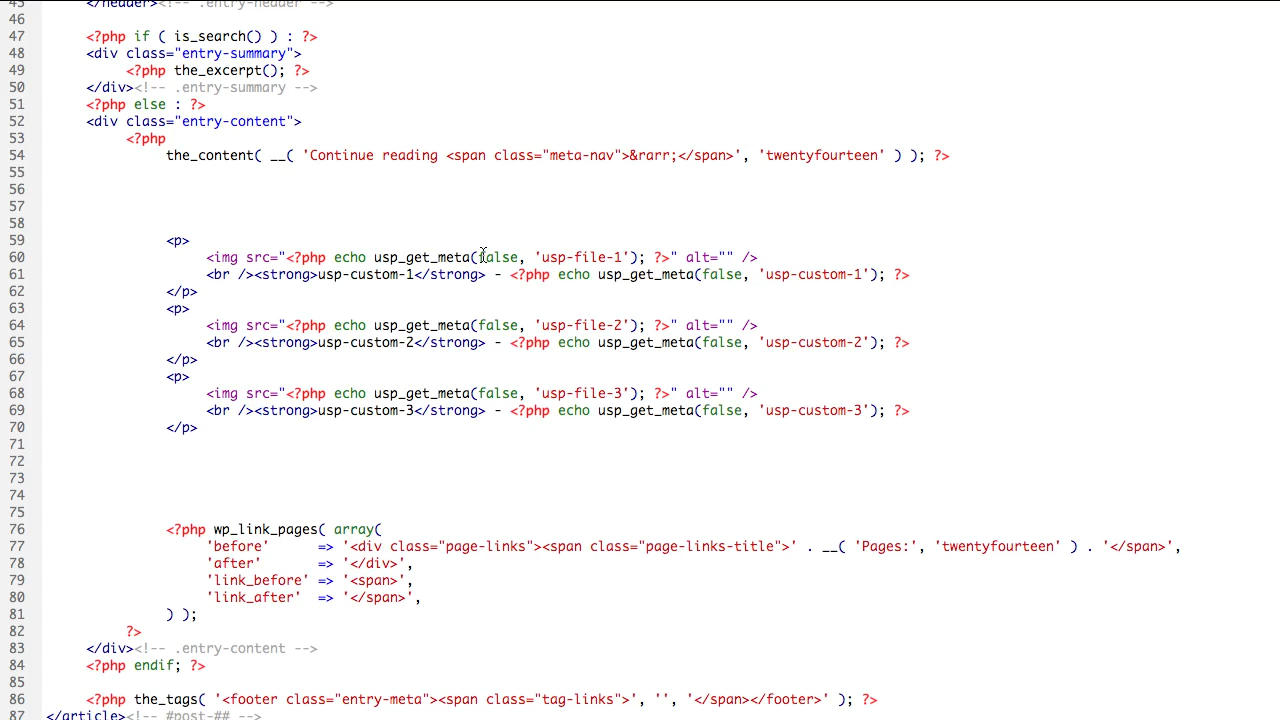 45 </header><!-- .entry-header -->
46
47 <?php if ( is_search() ) : ?>
48 <div class="entry-summary">
49 <?php the_excerpt(); ?>
50 </div><!-- .entry-summary -->
51 <?php else : ?>
52 <div class="entry-content">
53 <?php
54 the_content( __( 'Continue reading <span class="meta-nav">&rarr;</span>', 'twentyfourteen' ) ); ?>
55
56
57
58
59 <p>
60 <img src="<?php echo usp_get_meta(false, 'usp-file-1'); ?>" alt="" />
61 <br /><strong>usp-custom-1</strong> - <?php echo usp_get_meta(false, 'usp-custom-1'); ?>
62 </p>
63 <p>
64 <img src="<?php echo usp_get_meta(false, 'usp-file-2'); ?>" alt="" />
65 <br /><strong>usp-custom-2</strong> - <?php echo usp_get_meta(false, 'usp-custom-2'); ?>
66 </p>
67 <p>
68 <img src="<?php echo usp_get_meta(false, 'usp-file-3'); ?>" alt="" />
69 <br /><strong>usp-custom-3</strong> - <?php echo usp_get_meta(false, 'usp-custom-3'); ?>
70 </p>
71
72
73
74
75
76 <?php wp_link_pages( array(
77 'before' => '<div class="page-links"><span class="page-links-title">' . __( 'Pages:', 'twentyfourteen' ) . '</span>',
78 'after' => '</div>',
79 'link_before' => '<span>',
80 'link_after' => '</span>',
81 ) );
82 ?>
83 </div><!-- .entry-content -->
84 <?php endif; ?>
85
86 <?php the_tags( '<footer class="entry-meta"><span class="tag-links">', '', '</span></footer>' ); ?>
87 </article><!-- #post-## -->